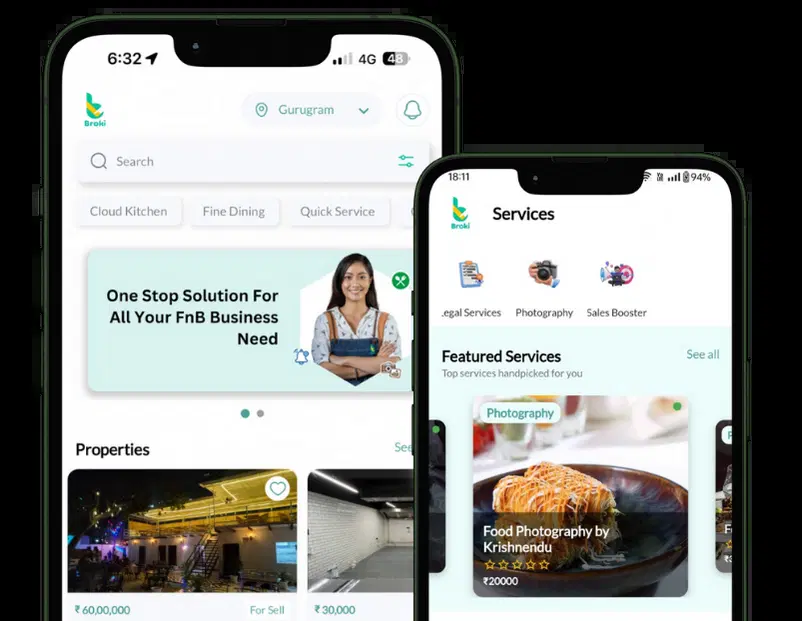 6:32
4G
48
Broki
Gurugram
Search
Cloud Kitchen
Fine Dining
Quick Service
One Stop Solution For
All Your FnB Business
Need
Properties
See
₹ 60,00,000
For Sell
₹ 30,000
18:11
94%
Broki
Services
egal Services
Photography
Sales Booster
Featured Services
See all
Top services handpicked for you
Photography
Food Photography by
Krishnendu
₹20000